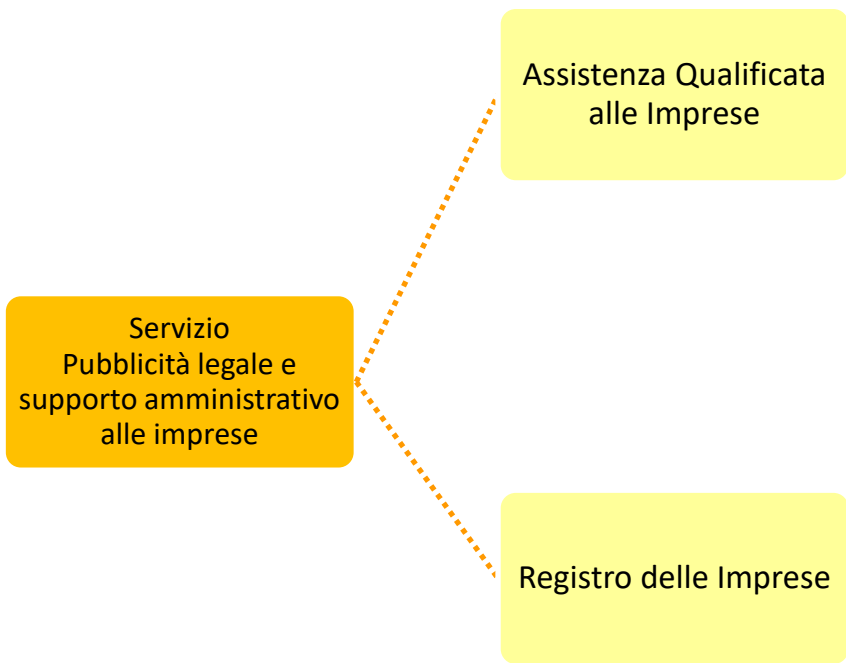 Assistenza Qualificata
alle Imprese
Servizio
Pubblicità legale e
supporto amministrativo
alle imprese
Registro delle Imprese